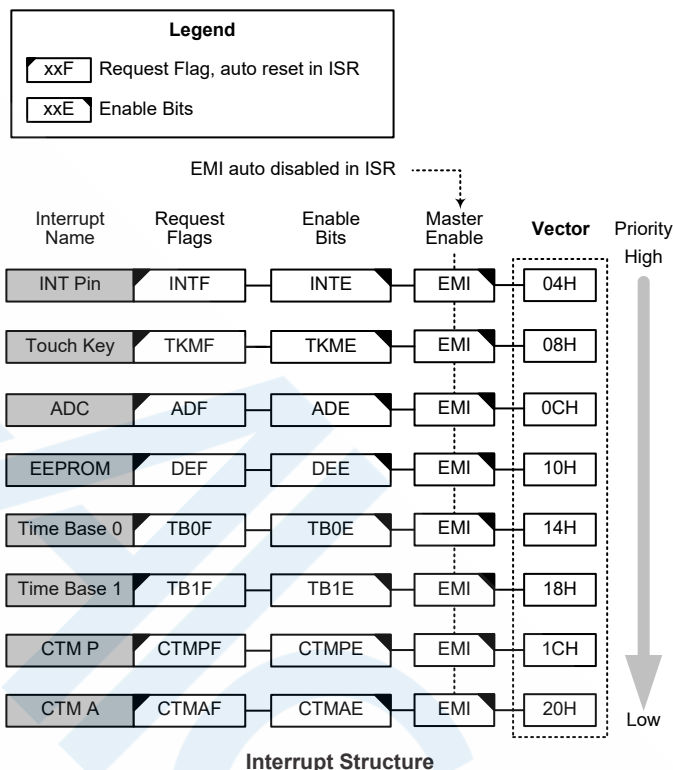 Legend
xxF Request Flag, auto reset in ISR
xxE Enable Bits
EMI auto disabled in ISR
Interrupt Name
Request Flags
Enable Bits
Master Enable
Vector
Priority
High
INT Pin INTF INTE EMI 04H
Touch Key TKMF TKME EMI 08H
ADC ADF ADE EMI 0CH
EEPROM DEF DEE EMI 10H
Time Base 0 TB0F TB0E EMI 14H
Time Base 1 TB1F TB1E EMI 18H
CTM P CTMPF CTMPE EMI 1CH
CTM A CTMAF CTMAE EMI 20H
Low
Interrupt Structure